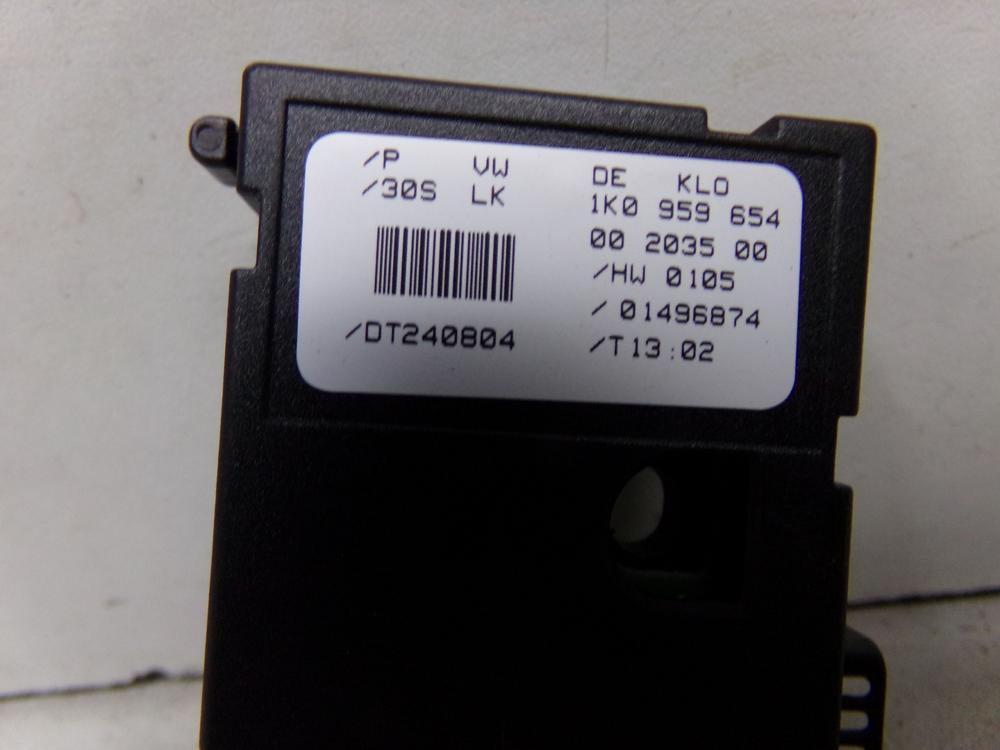 /P VW DE KLO
/30S LK 1K0 959 654
00 2035 00
/HW 0105
/ 01496874
/DT240804 /T13:02